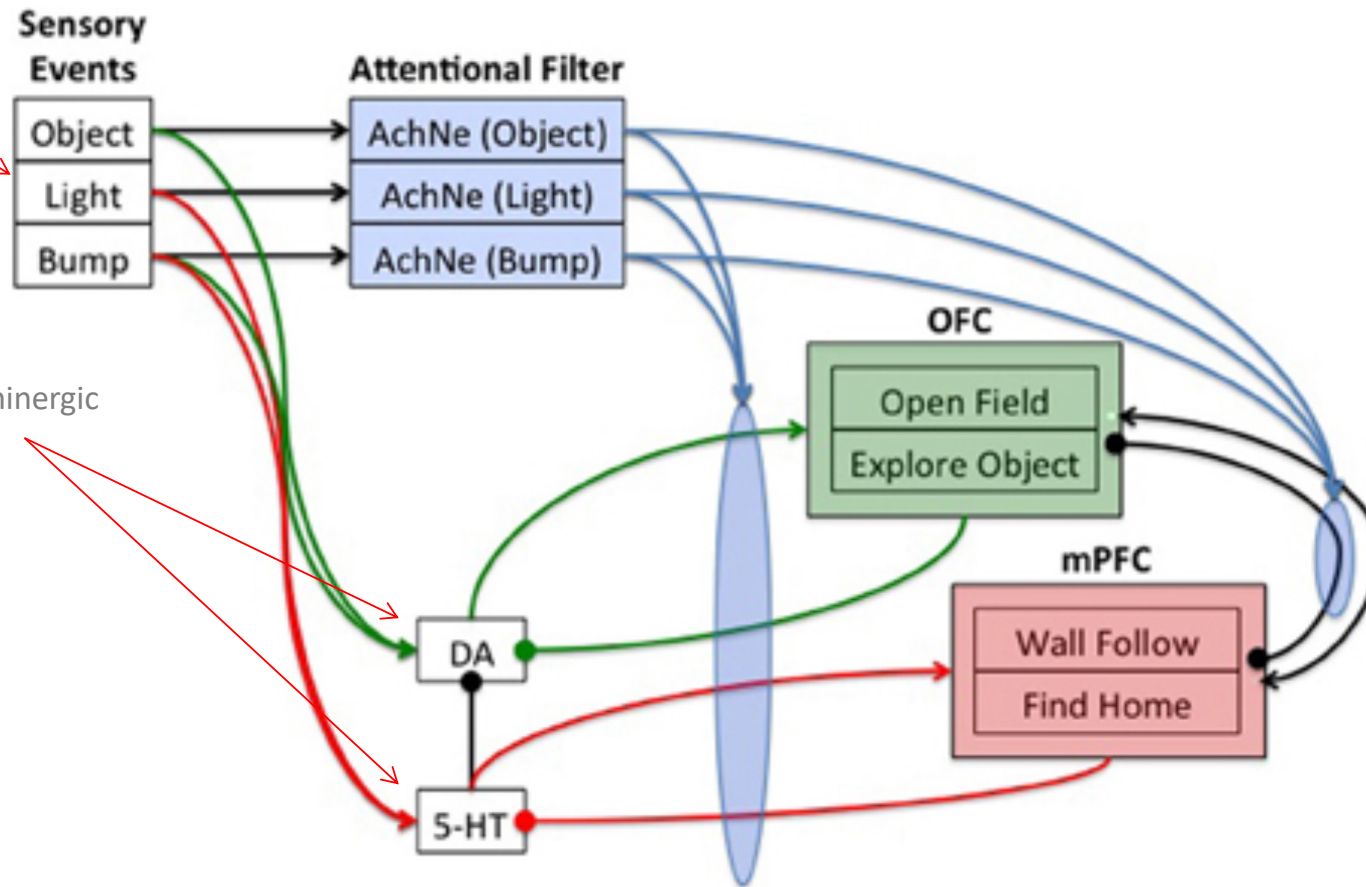 Sensory
Events
Attentional Filter
Object
Light
Bump
AchNe (Object)
AchNe (Light)
AchNe (Bump)
OFC
Open Field
Explore Object
mPFC
Wall Follow
Find Home
DA
5-HT